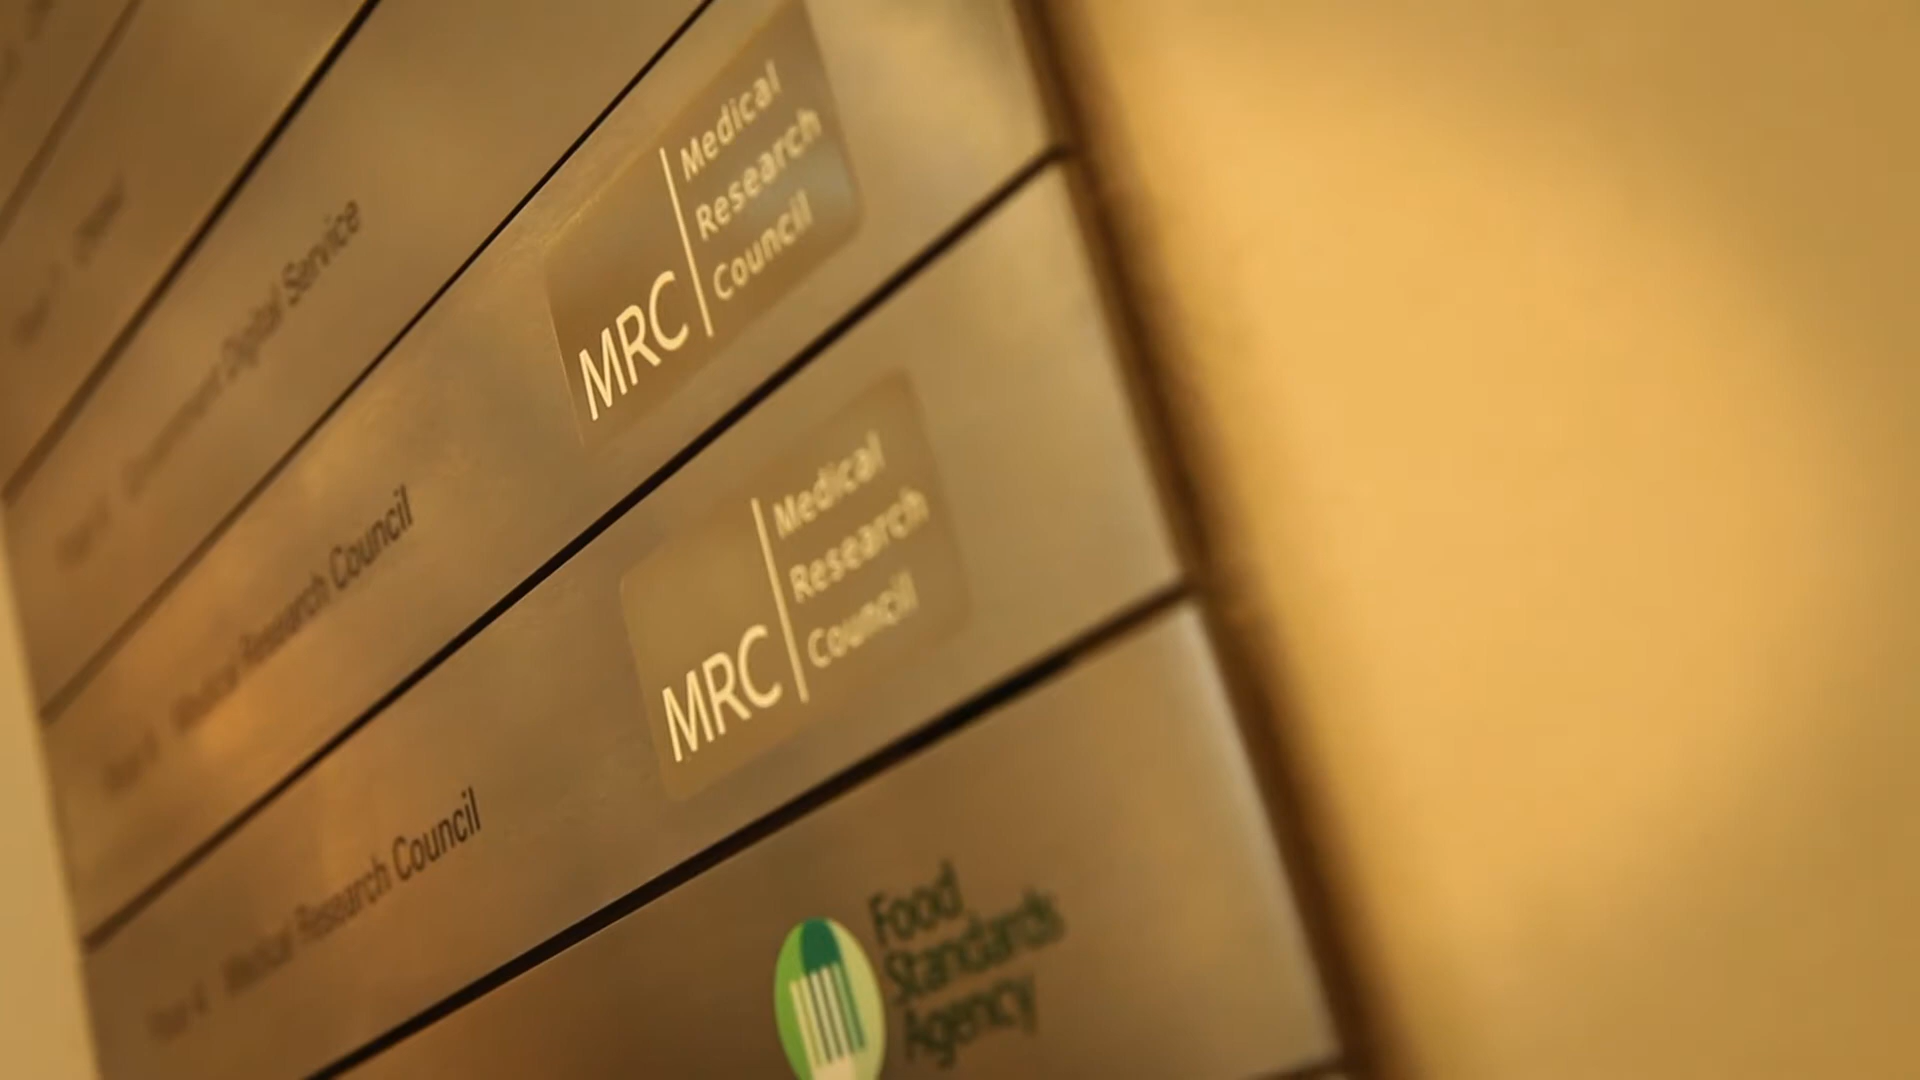 Digital Service
Medical Research Council
MRC
Medical
Research
Council
Medical Research Council
MRC
Medical
Research
Council
Food
Standards
Agency